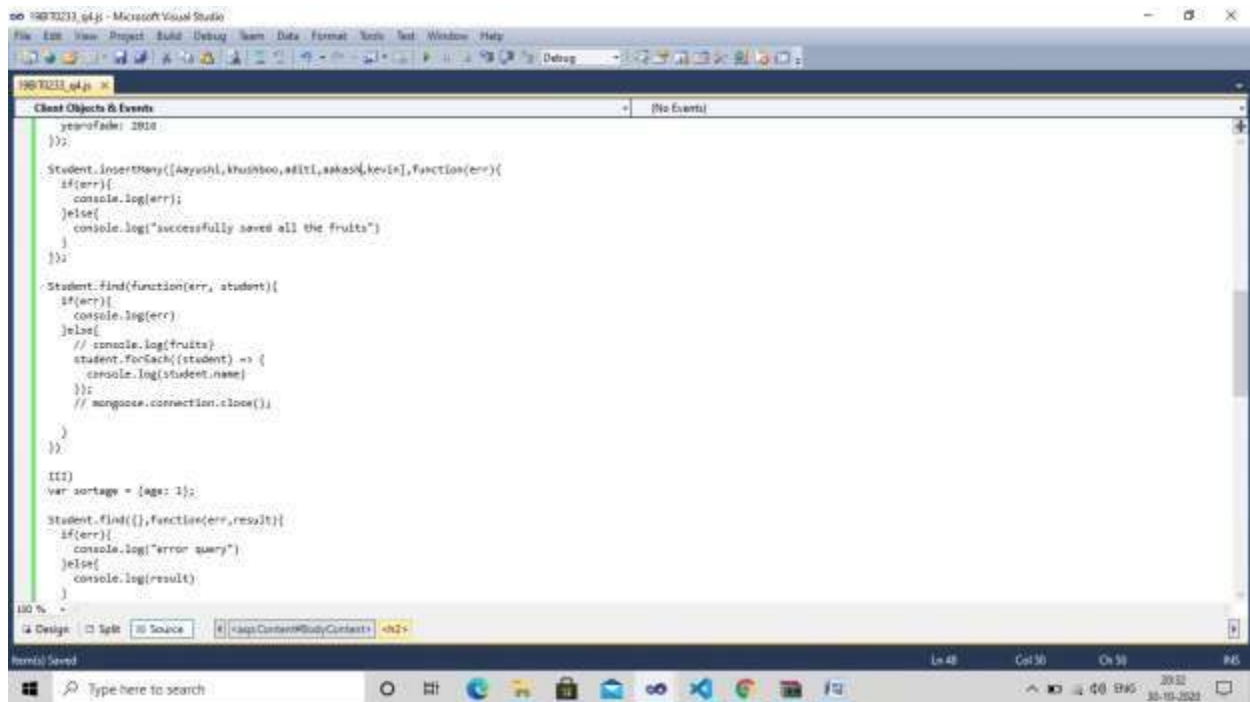 19BIT0233_q4.js - Microsoft Visual Studio
File Edit View Project Build Debug Team Data Format Tools Test Window Help
Debug
19BIT0233_q4.js
Client Objects & Events
(No Events)
yearofadm: 2018
});
Student.insertMany([Aayushi,khushboo,aditi,aakash,kevin],function(err){
if(err){
console.log(err);
}else{
console.log("successfully saved all the fruits")
}
});
Student.find(function(err, student){
if(err){
console.log(err)
}else{
// console.log(fruits)
student.forEach((student) => {
console.log(student.name)
});
// mongoose.connection.close();
}
})
III)
var sortage = {age: 1};
Student.find({},function(err,result){
if(err){
console.log("error query")
}else{
console.log(result)
}
100 %
Design Split Source <asp:Content#BodyContent> <h2>
Item(s) Saved
Ln 48 Col 50 Ch 50 INS
Type here to search
ENG
20:32
30-10-2020